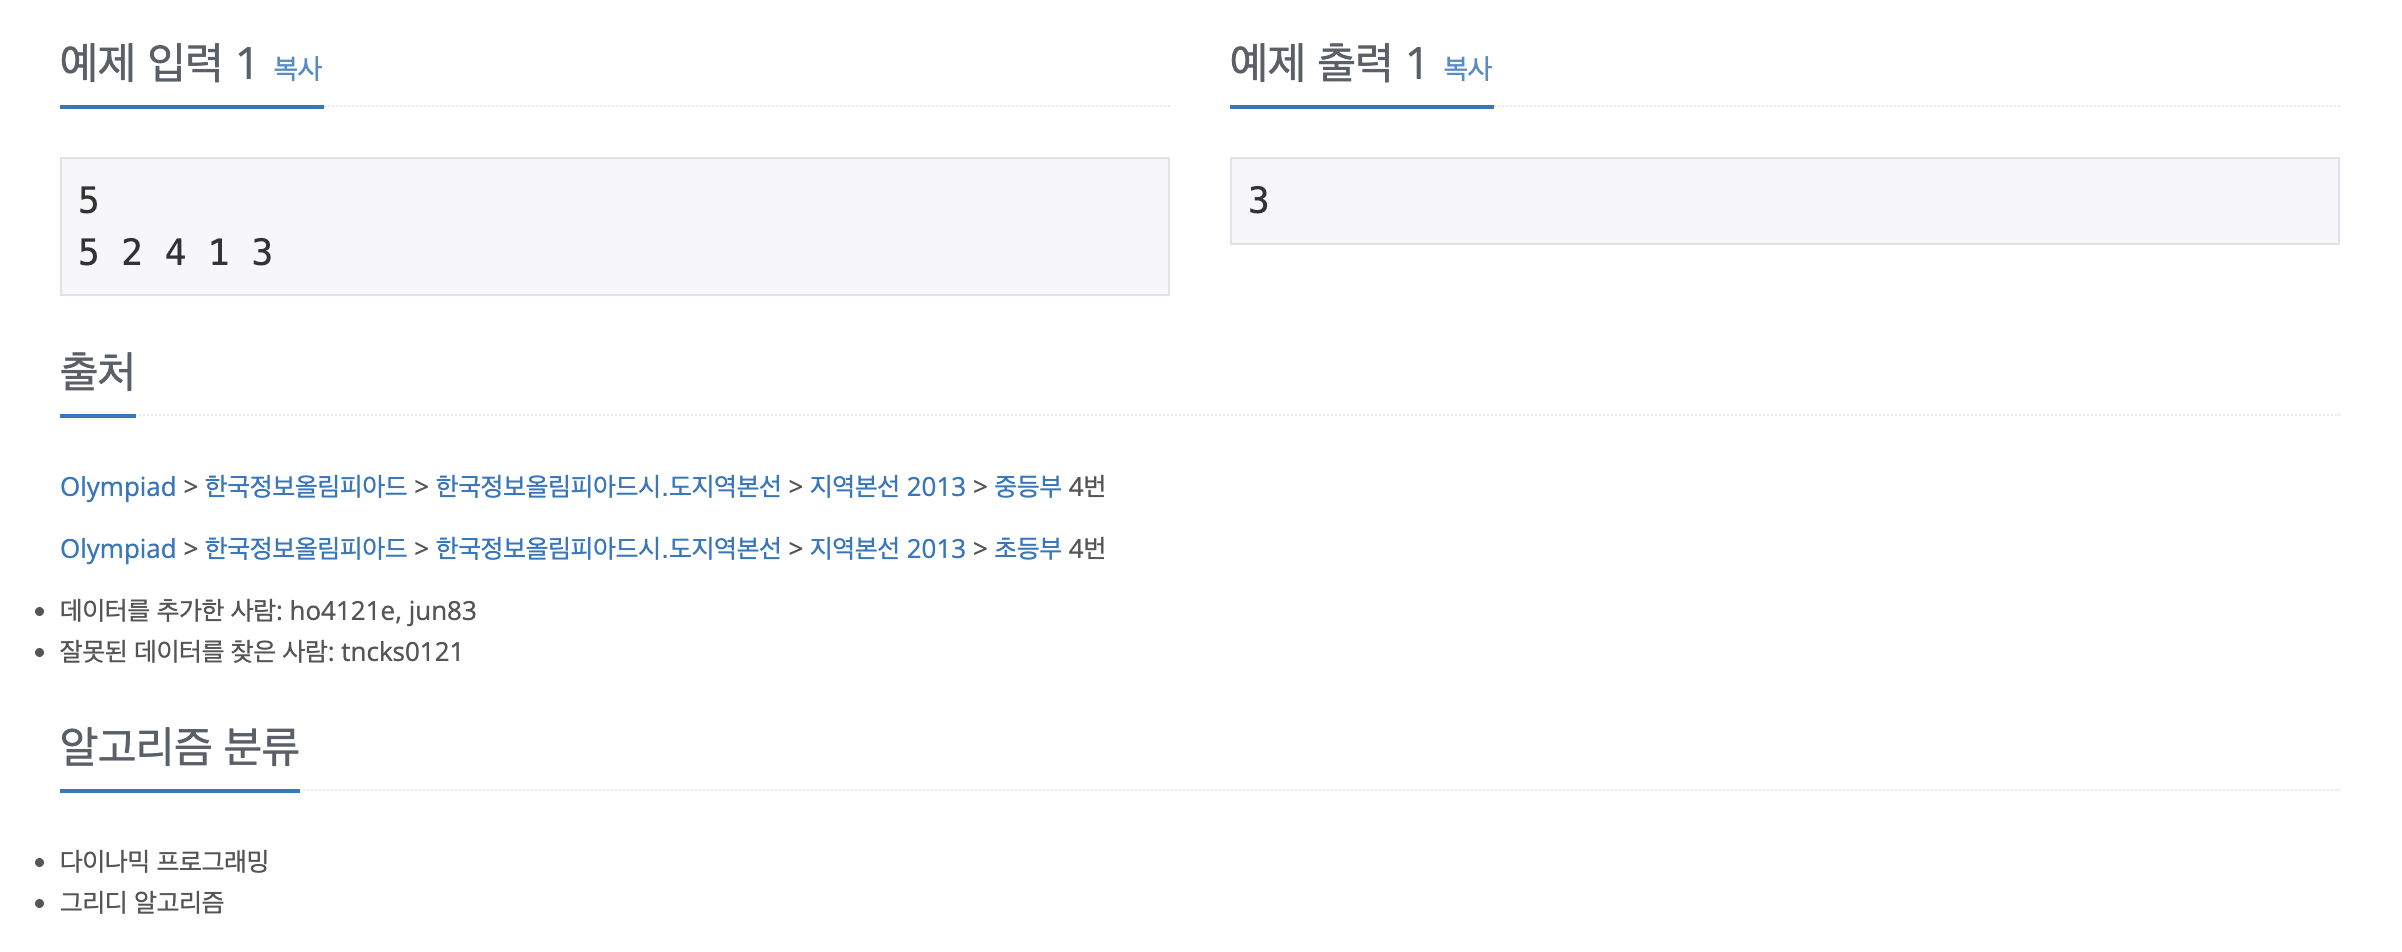 예제 입력 1 복사
5
5 2 4 1 3
예제 출력 1 복사
3
출처
Olympiad > 한국정보올림피아드 > 한국정보올림피아드시.도지역본선 > 지역본선 2013 > 중등부 4번
Olympiad > 한국정보올림피아드 > 한국정보올림피아드시.도지역본선 > 지역본선 2013 > 초등부 4번
데이터를 추가한 사람: ho4121e, jun83
잘못된 데이터를 찾은 사람: tncks0121
알고리즘 분류
다이나믹 프로그래밍
그리디 알고리즘